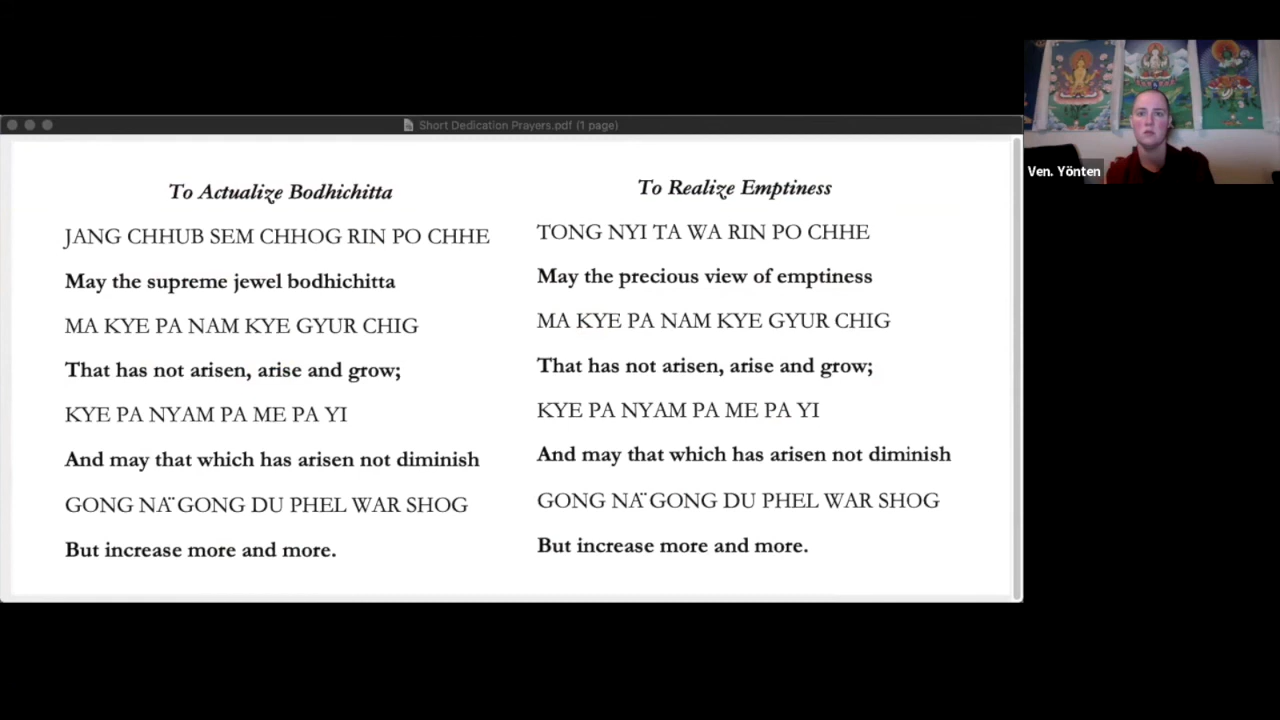 Short Dedication Prayers.pdf (1 page)
To Actualize Bodhichitta
JANG CHHUB SEM CHHOG RIN PO CHHE
May the supreme jewel bodhichitta
MA KYE PA NAM KYE GYUR CHIG
That has not arisen, arise and grow;
KYE PA NYAM PA ME PA YI
And may that which has arisen not diminish
GONG NÄ GONG DU PHEL WAR SHOG
But increase more and more.
To Realize Emptiness
TONG NYI TA WA RIN PO CHHE
May the precious view of emptiness
MA KYE PA NAM KYE GYUR CHIG
That has not arisen, arise and grow;
KYE PA NYAM PA ME PA YI
And may that which has arisen not diminish
GONG NÄ GONG DU PHEL WAR SHOG
But increase more and more.
Ven. Yönten